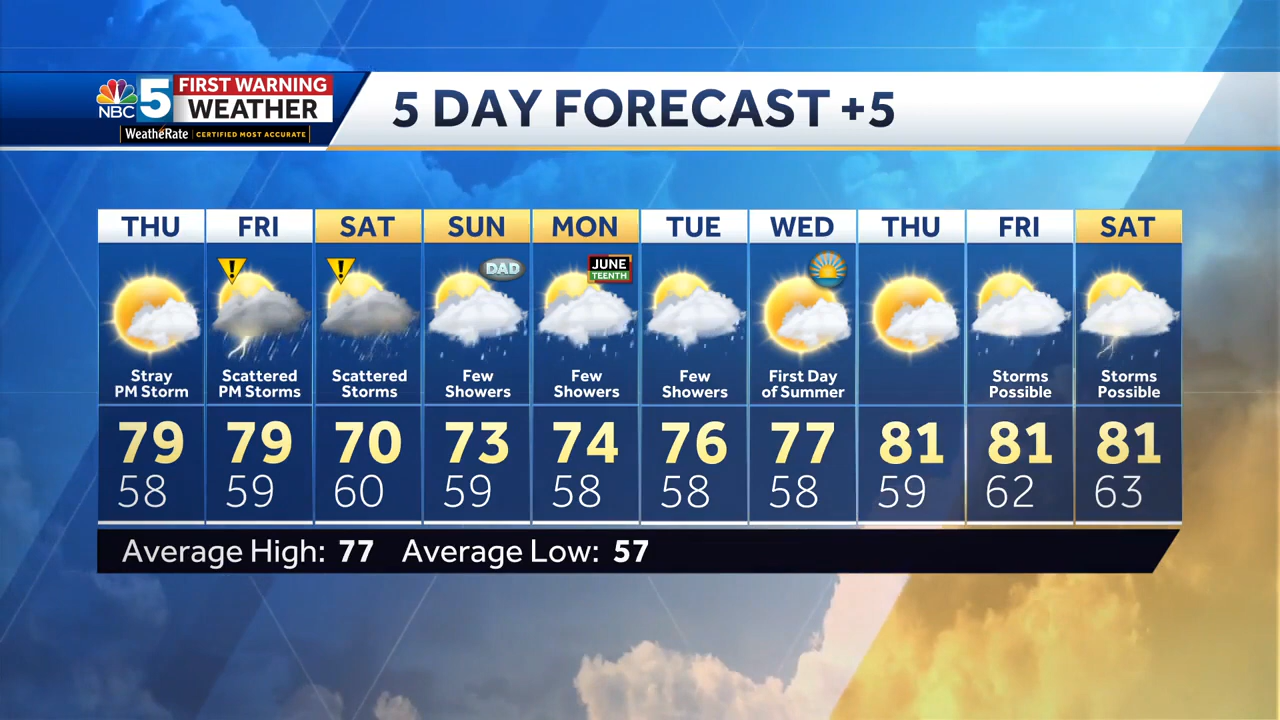 NBC 5 FIRST WARNING
WEATHER
WeatheRate CERTIFIED MOST ACCURATE
5 DAY FORECAST +5
THU FRI SAT SUN MON TUE WED THU FRI SAT
! ! DAD JUNE
TEENTH
Stray Scattered Scattered Few Few Few First Day Storms Storms
PM Storm PM Storms Storms Showers Showers Showers of Summer Possible Possible
79 79 70 73 74 76 77 81 81 81
58 59 60 59 58 58 58 59 62 63
Average High: 77 Average Low: 57